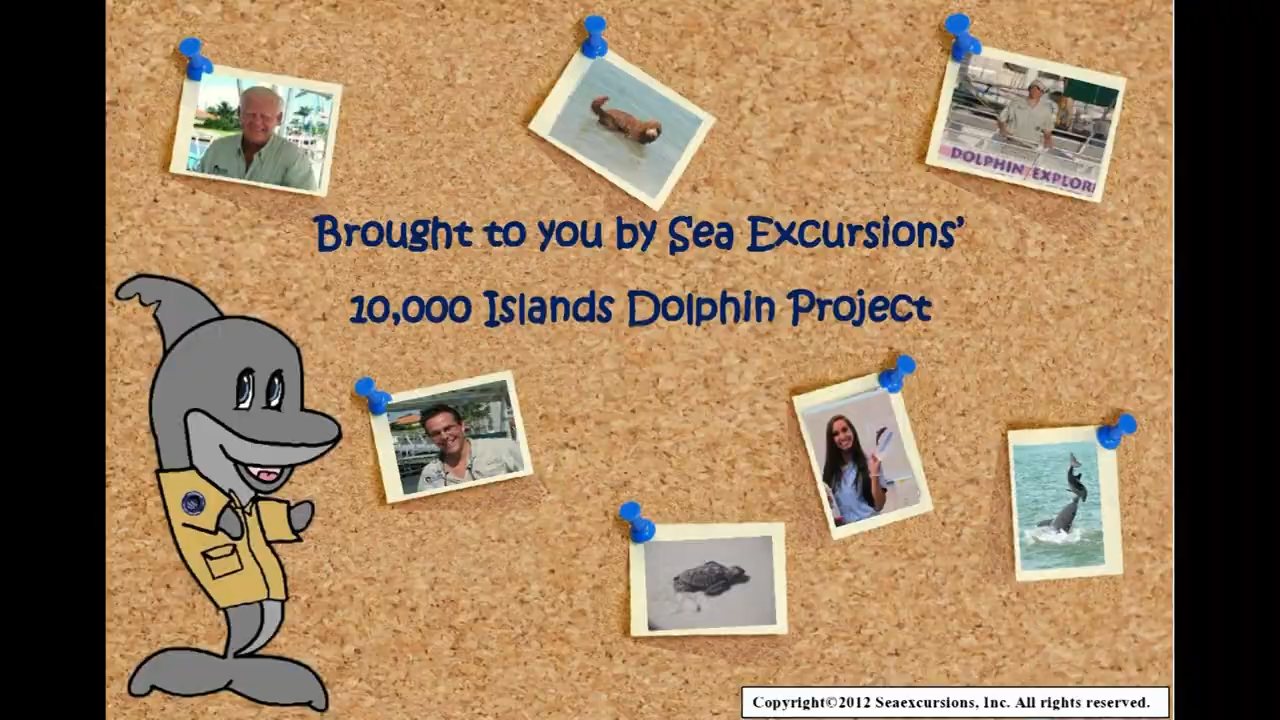 DOLPHIN EXPLOR
Brought to you by Sea Excursions’
10,000 Islands Dolphin Project
Copyright©2012 Seaexcursions, Inc. All rights reserved.